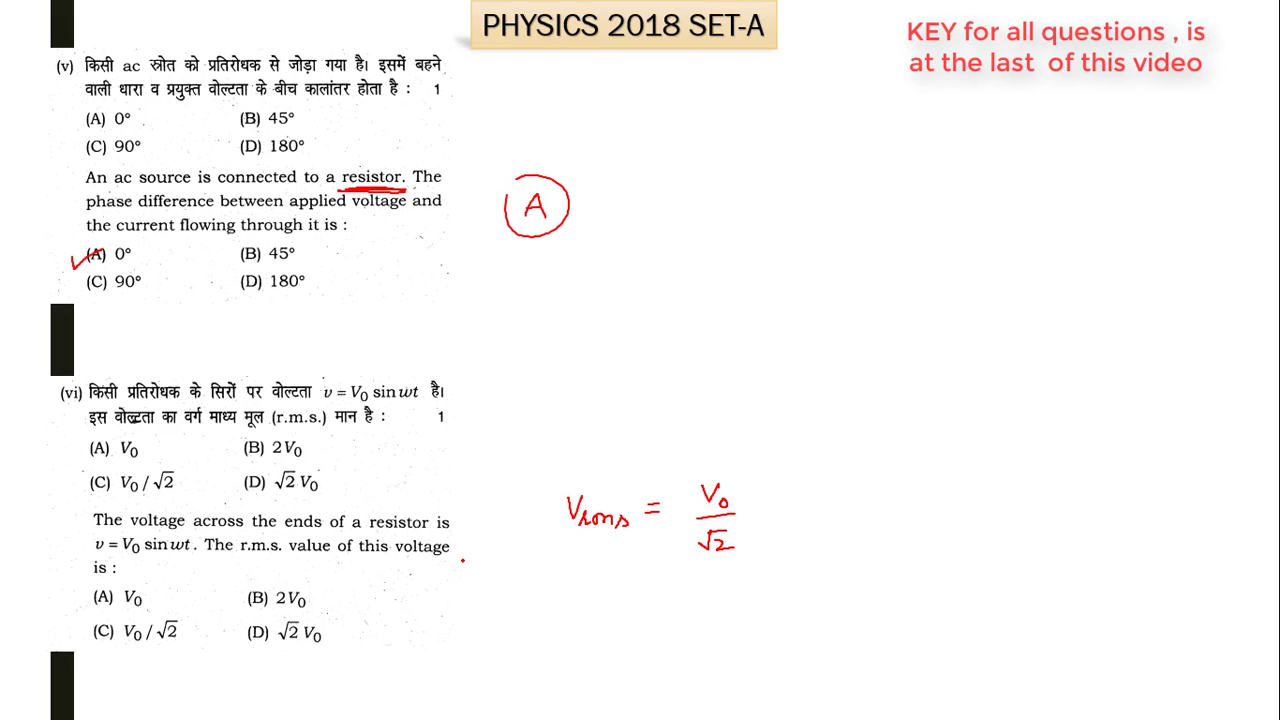 PHYSICS 2018 SET-A
KEY for all questions , is
at the last of this video
(v) किसी ac स्रोत को प्रतिरोधक से जोड़ा गया है। इसमें बहने
वाली धारा व प्रयुक्त वोल्टता के बीच कालांतर होता है : 1
(A) 0° (B) 45°
(C) 90° (D) 180°
An ac source is connected to a resistor. The
phase difference between applied voltage and
the current flowing through it is :
(A) 0° (B) 45°
(C) 90° (D) 180°
A
(vi) किसी प्रतिरोधक के सिरों पर वोल्टता v = V₀ sin wt है।
इस वोल्टता का वर्ग माध्य मूल (r.m.s.) मान है : 1
(A) V₀ (B) 2V₀
(C) V₀ / √2 (D) √2 V₀
The voltage across the ends of a resistor is
v = V₀ sin wt. The r.m.s. value of this voltage
is :
(A) V₀ (B) 2V₀
(C) V₀ / √2 (D) √2 V₀
Vrms = V₀/√2